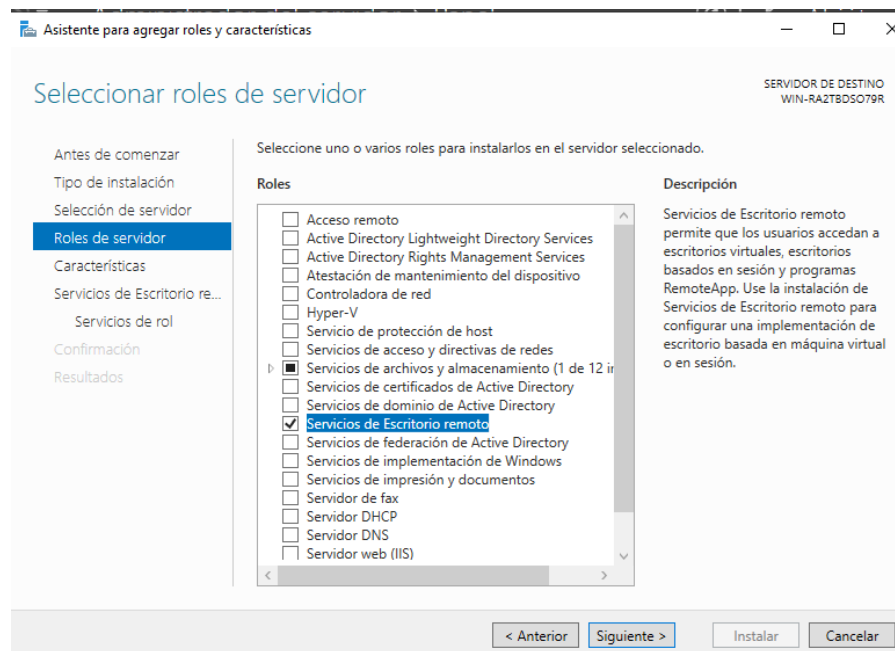 Asistente para agregar roles y características
Seleccionar roles de servidor
SERVIDOR DE DESTINO
WIN-RA2TBDSO79R
Antes de comenzar
Tipo de instalación
Selección de servidor
Roles de servidor
Características
Servicios de Escritorio re...
Servicios de rol
Confirmación
Resultados
Seleccione uno o varios roles para instalarlos en el servidor seleccionado.
Roles
Acceso remoto
Active Directory Lightweight Directory Services
Active Directory Rights Management Services
Atestación de mantenimiento del dispositivo
Controladora de red
Hyper-V
Servicio de protección de host
Servicios de acceso y directivas de redes
Servicios de archivos y almacenamiento (1 de 12 in
Servicios de certificados de Active Directory
Servicios de dominio de Active Directory
Servicios de Escritorio remoto
Servicios de federación de Active Directory
Servicios de implementación de Windows
Servicios de impresión y documentos
Servidor de fax
Servidor DHCP
Servidor DNS
Servidor web (IIS)
Descripción
Servicios de Escritorio remoto
permite que los usuarios accedan a
escritorios virtuales, escritorios
basados en sesión y programas
RemoteApp. Use la instalación de
Servicios de Escritorio remoto para
configurar una implementación de
escritorio basada en máquina virtual
o en sesión.
< Anterior
Siguiente >
Instalar
Cancelar